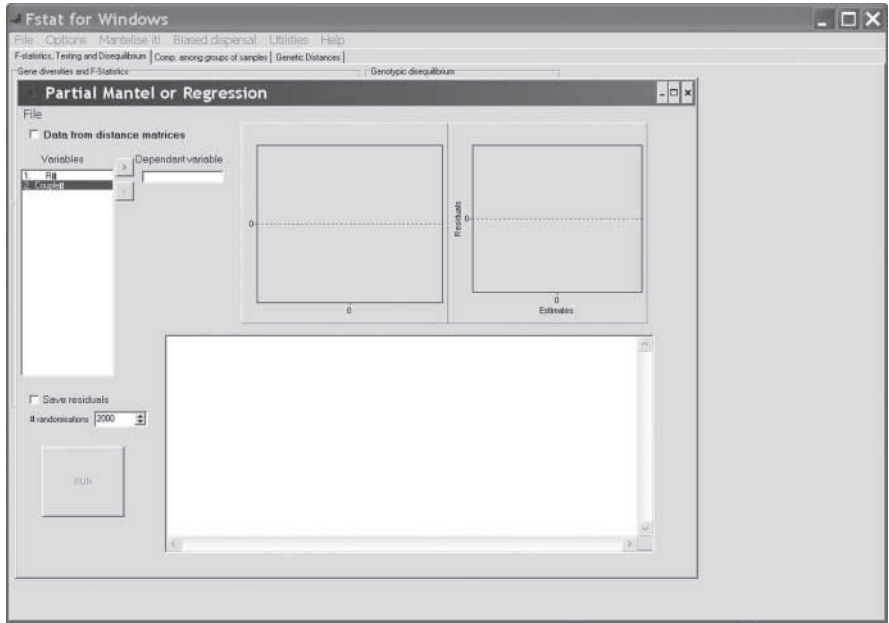 Fstat for Windows
File Options Mantelise it! Biased dispersal Utilities Help
F-statistics, Testing and Disequilibrium Comp. among groups of samples Genetic Distances
Gene diversities and F-Statistics Genotypic disequilibrium
Partial Mantel or Regression
File
Data from distance matrices
Variables > Dependant variable
1.
2. Couple
0
0
Residuals
0
0
Estimates
Save residuals
# randomisations 2000
RUN